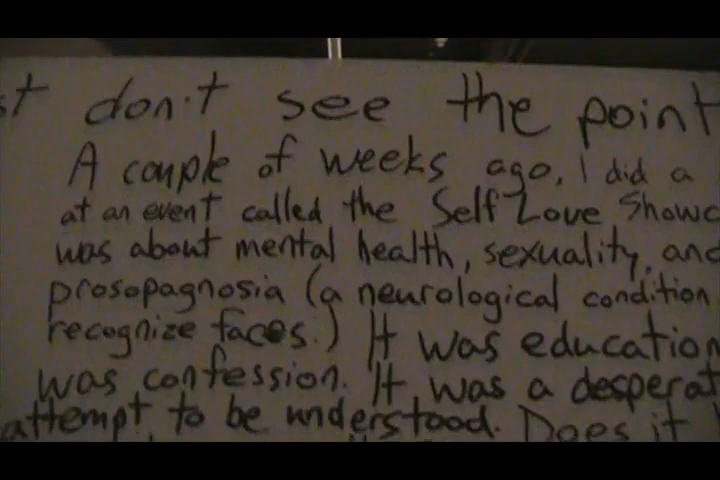 st don't see the point
A couple of weeks ago, I did a
at an event called the Self Love Showc
was about mental health, sexuality, and
prosopagnosia (a neurological condition
recognize faces.) It was education
was confession. It was a desperat
attempt to be understood. Does it